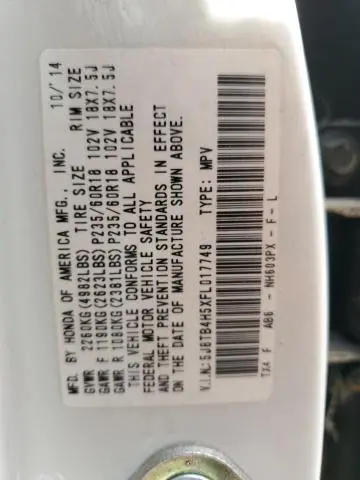 MFD. BY HONDA OF AMERICA MFG., INC. 10/14
GVWR 2260KG(4982LBS) TIRE SIZE RIM SIZE
GAWR F 1190KG(2623LBS)P235/60R18 102V 18X7.5J
GAWR R 1080KG(2381LBS)P235/60R18 102V 18X7.5J
THIS VEHICLE CONFORMS TO ALL APPLICABLE
FEDERAL MOTOR VEHICLE SAFETY
AND THEFT PREVENTION STANDARDS IN EFFECT
ON THE DATE OF MANUFACTURE SHOWN ABOVE.
V.I.N.:5J8TB4H5XFL017749 TYPE: MPV
TX4 F AB6 - NH603PX - F - L